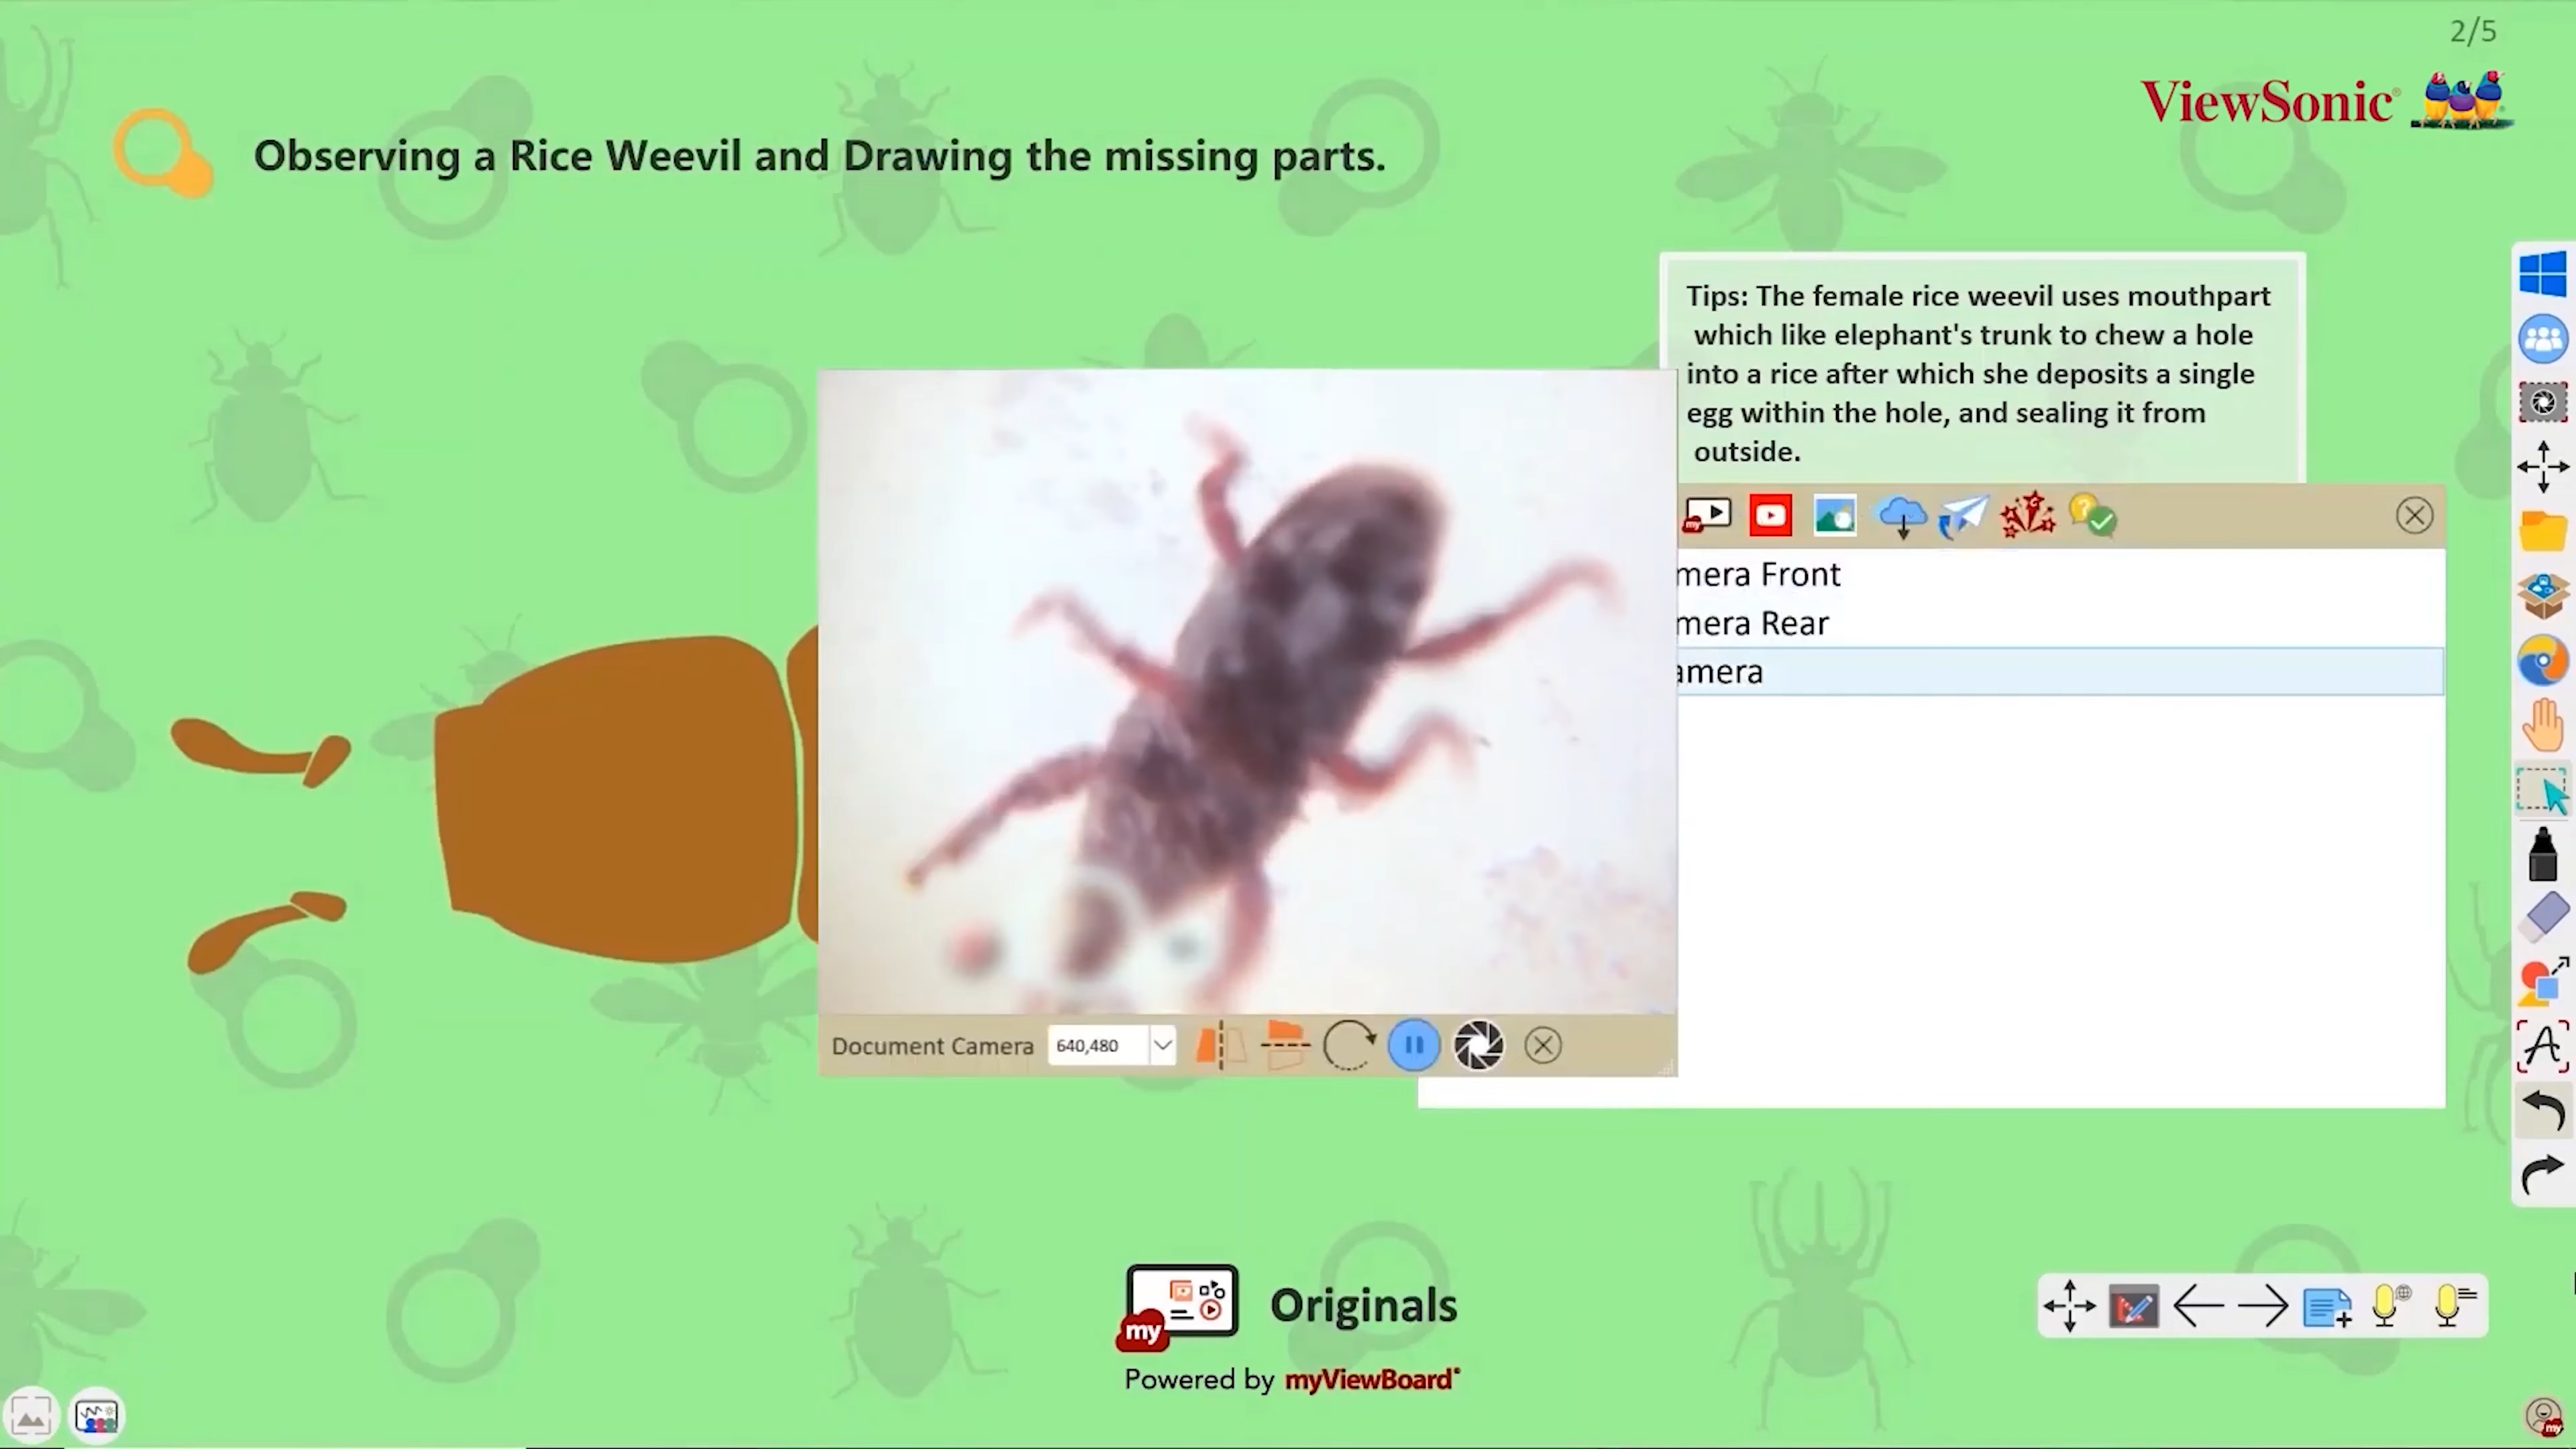 2/5
ViewSonic
Observing a Rice Weevil and Drawing the missing parts.
Tips: The female rice weevil uses mouthpart
which like elephant's trunk to chew a hole
into a rice after which she deposits a single
egg within the hole, and sealing it from
outside.
my
mera Front
mera Rear
amera
Document Camera 640,480
my
Originals
Powered by myViewBoard
my